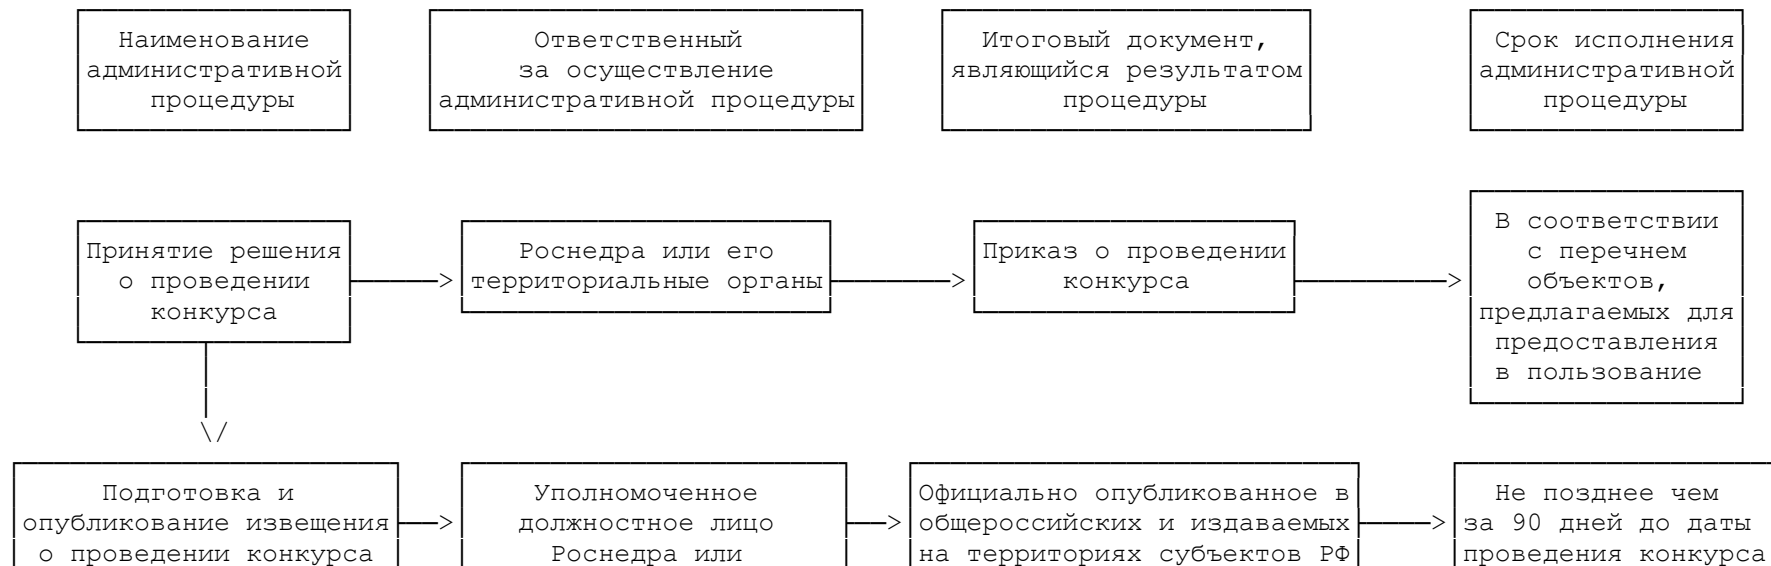 Наименование
административной
процедуры
Ответственный
за осуществление
административной процедуры
Итоговый документ,
являющийся результатом
процедуры
Срок исполнения
административной
процедуры
Принятие решения
о проведении
конкурса
Роснедра или его
территориальные органы
Приказ о проведении
конкурса
В соответствии
с перечнем
объектов,
предлагаемых для
предоставления
в пользование
Подготовка и
опубликование извещения
о проведении конкурса
Уполномоченное
должностное лицо
Роснедра или
Официально опубликованное в
общероссийских и издаваемых
на территориях субъектов РФ
Не позднее чем
за 90 дней до даты
проведения конкурса